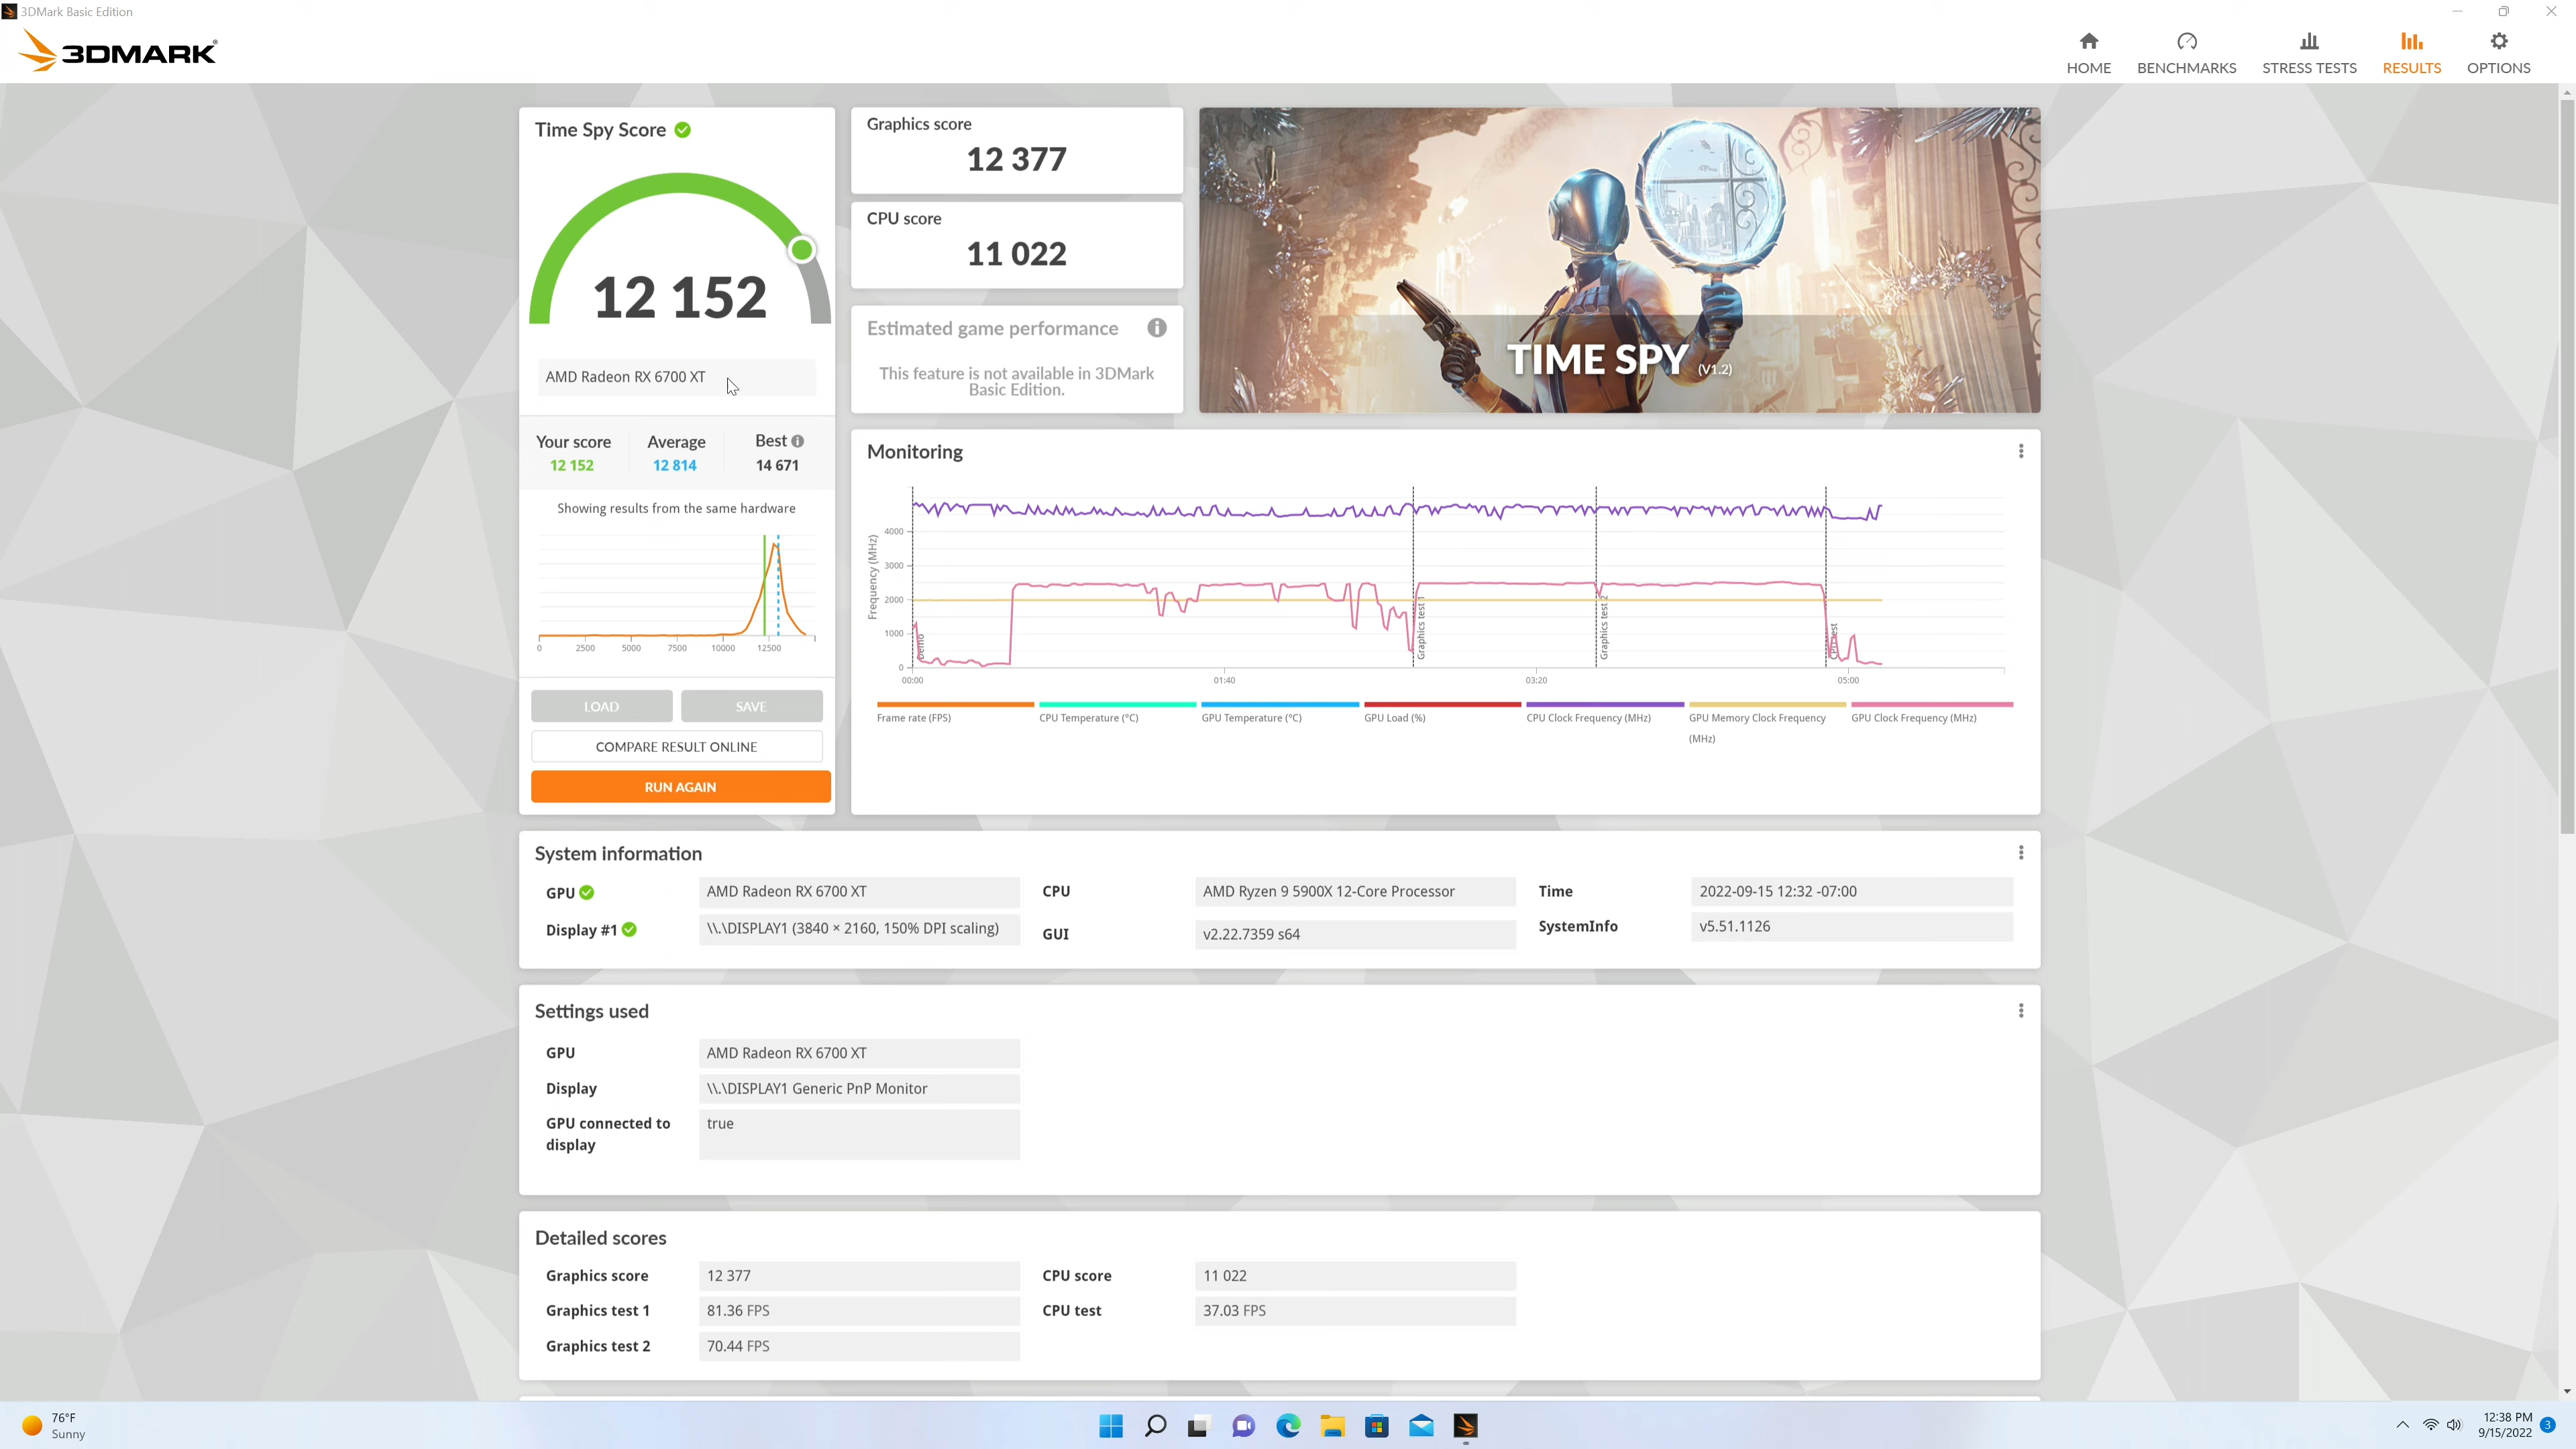 3DMark Basic Edition
3DMARK®
HOME
BENCHMARKS
STRESS TESTS
RESULTS
OPTIONS
Time Spy Score
12 152
AMD Radeon RX 6700 XT
Your score
Average
Best
12 152
12 814
14 671
Showing results from the same hardware
0
2500
5000
7500
10000
12500
LOAD
SAVE
COMPARE RESULT ONLINE
RUN AGAIN
Graphics score
12 377
CPU score
11 022
Estimated game performance
This feature is not available in 3DMark
Basic Edition.
TIME SPY (V1.2)
Monitoring
Frequency (MHz)
4000
3000
2000
1000
0
Demo
Graphics test 1
Graphics test 2
CPU test
00:00
01:40
03:20
05:00
Frame rate (FPS)
CPU Temperature (°C)
GPU Temperature (°C)
GPU Load (%)
CPU Clock Frequency (MHz)
GPU Memory Clock Frequency
(MHz)
GPU Clock Frequency (MHz)
System information
GPU
AMD Radeon RX 6700 XT
CPU
AMD Ryzen 9 5900X 12-Core Processor
Time
2022-09-15 12:32 -07:00
Display #1
\\.\DISPLAY1 (3840 × 2160, 150% DPI scaling)
GUI
v2.22.7359 s64
SystemInfo
v5.51.1126
Settings used
GPU
AMD Radeon RX 6700 XT
Display
\\.\DISPLAY1 Generic PnP Monitor
GPU connected to
display
true
Detailed scores
Graphics score
12 377
CPU score
11 022
Graphics test 1
81.36 FPS
CPU test
37.03 FPS
Graphics test 2
70.44 FPS
76°F
Sunny
12:38 PM
9/15/2022
3